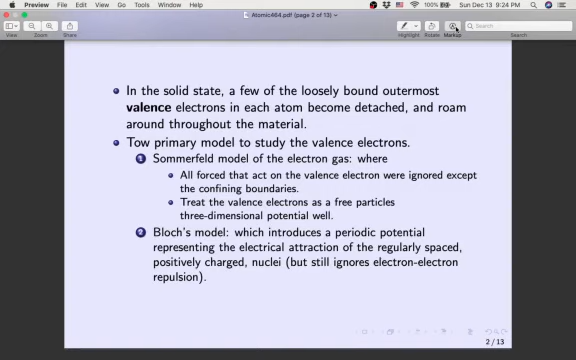 Preview File Edit View Go Tools Window Help
100% Sun Dec 13 9:24 PM
Atomic464.pdf (page 2 of 13)
Search
View Zoom Share Highlight Rotate Markup Search
In the solid state, a few of the loosely bound outermost
valence electrons in each atom become detached, and roam
around throughout the material.
Tow primary model to study the valence electrons.
1 Sommerfeld model of the electron gas: where
All forced that act on the valence electron were ignored except
the confining boundaries.
Treat the valence electrons as a free particles
three-dimensional potential well.
2 Bloch's model: which introduces a periodic potential
representing the electrical attraction of the regularly spaced,
positively charged, nuclei (but still ignores electron-electron
repulsion).
2 / 13